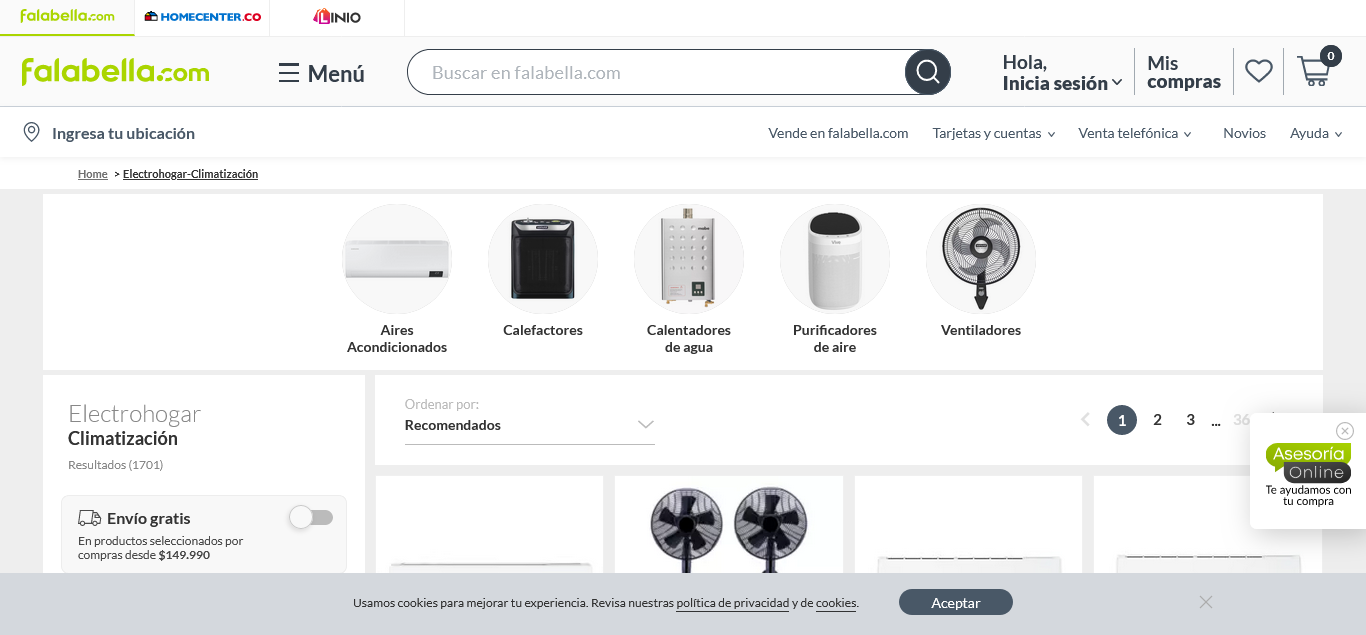 falabella.com
HOMECENTER.CO
LINIO
falabella.com
Menú
Buscar en falabella.com
Hola,
Inicia sesión
Mis
compras
0
Ingresa tu ubicación
Vende en falabella.com
Tarjetas y cuentas
Venta telefónica
Novios
Ayuda
Home > Electrohogar-Climatización
Aires
Acondicionados
Calefactores
Calentadores
de agua
Purificadores
de aire
Ventiladores
Electrohogar
Climatización
Resultados (1701)
Ordenar por:
Recomendados
1 2 3 ... 36
Asesoría
Online
Te ayudamos con
tu compra
Envío gratis
En productos seleccionados por
compras desde $149.990
Usamos cookies para mejorar tu experiencia. Revisa nuestras política de privacidad y de cookies.
Aceptar